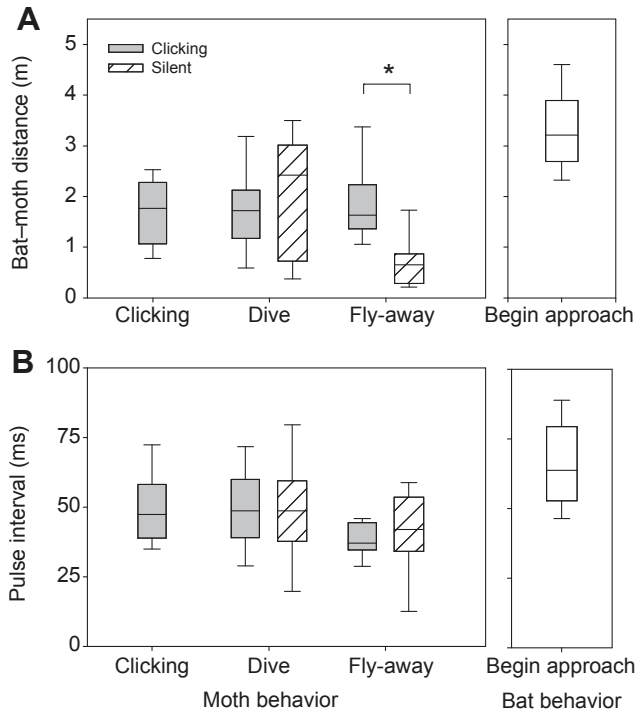 A
Bat–moth distance (m)
5
4
3
2
1
0
Clicking
Silent
*
Clicking Dive Fly-away Begin approach
B
Pulse interval (ms)
100
75
50
25
0
Clicking Dive Fly-away Begin approach
Moth behavior Bat behavior